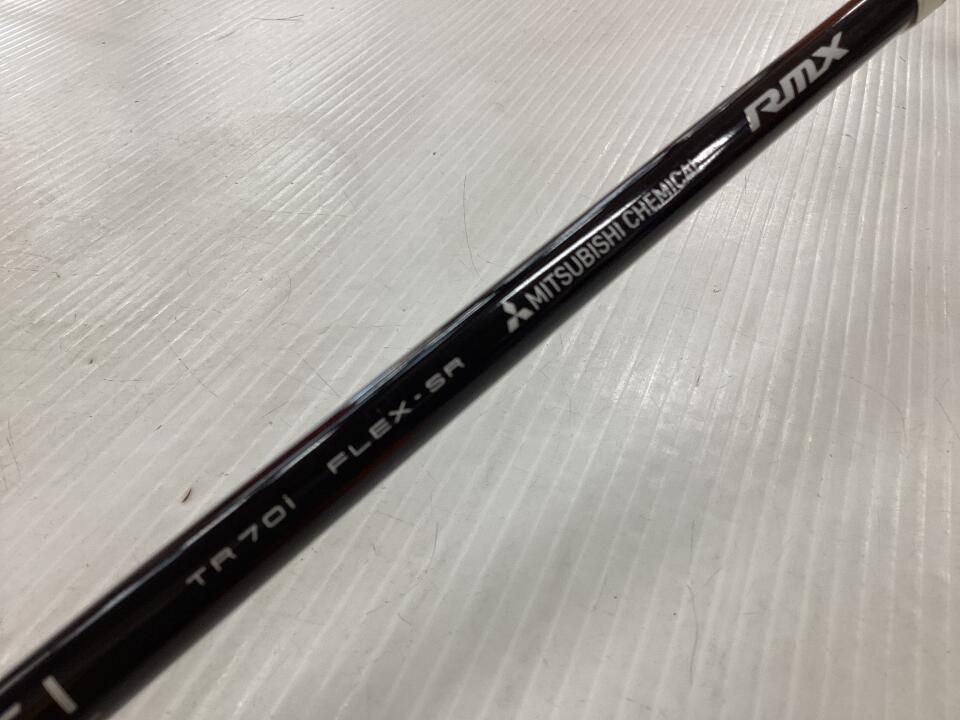 TR70i FLEX·SR MITSUBISHI CHEMICAL RMX